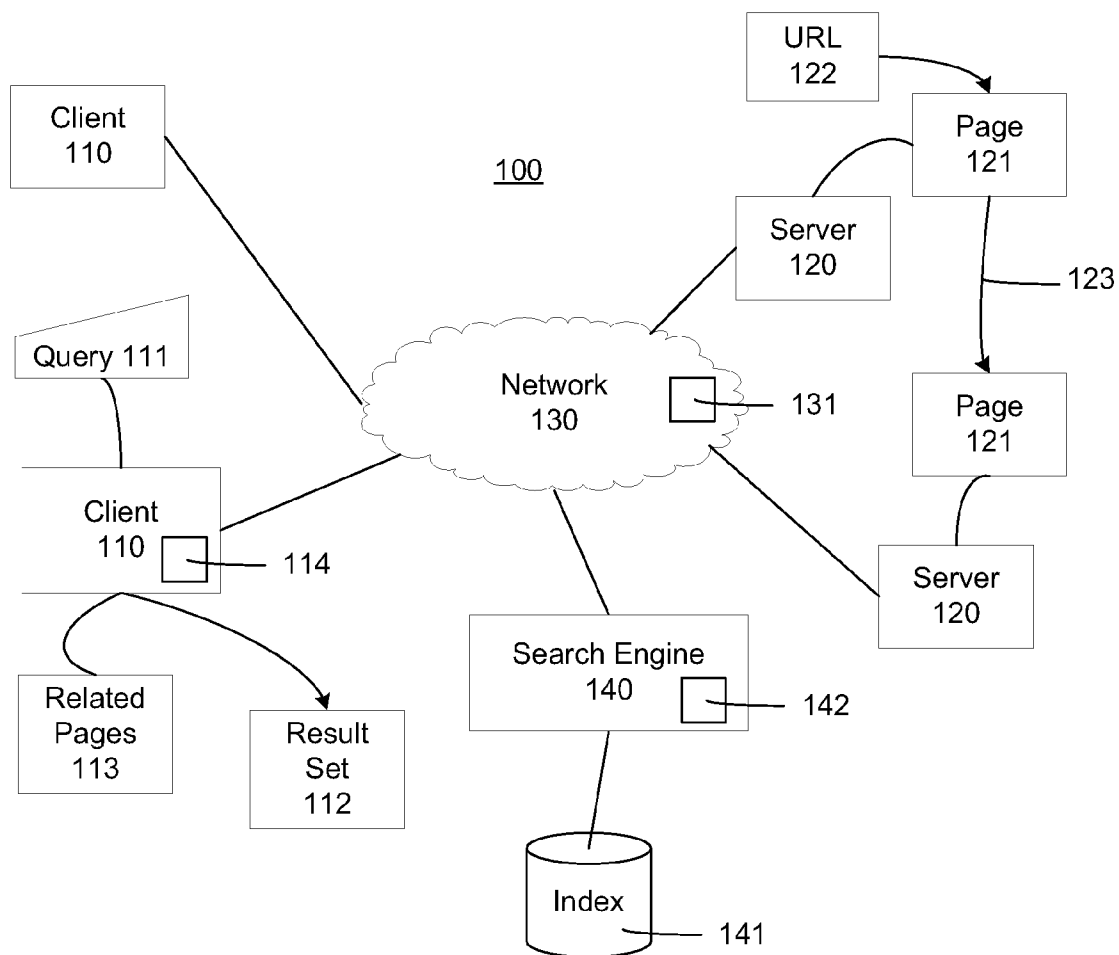 URL
122
Client
110
Page
121
100
Server
120
123
Query 111
Network
130
131
Page
121
Client
110
114
Server
120
Search Engine
140
142
Related
Pages
113
Result
Set
112
Index
141